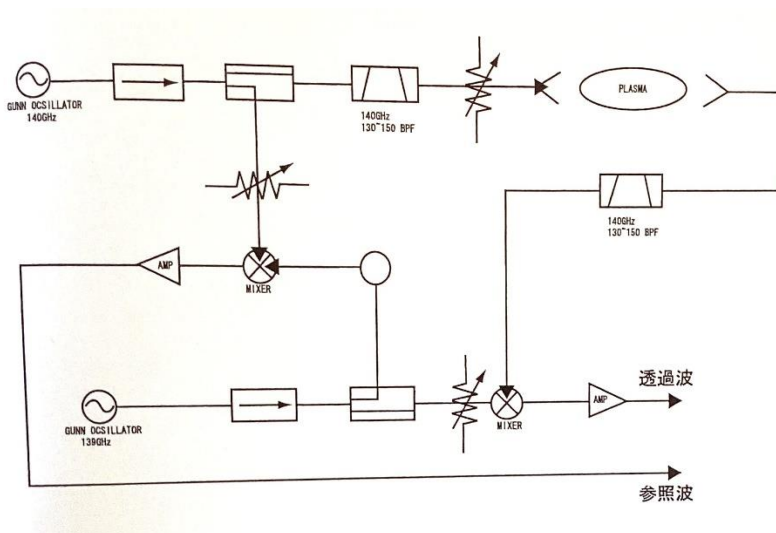 GUNN OCSILLATOR
140GHz
140GHz
130~150 BPF
PLASMA
140GHz
130~150 BPF
AMP
MIXER
GUNN OCSILLATOR
139GHz
MIXER
AMP
透過波
参照波